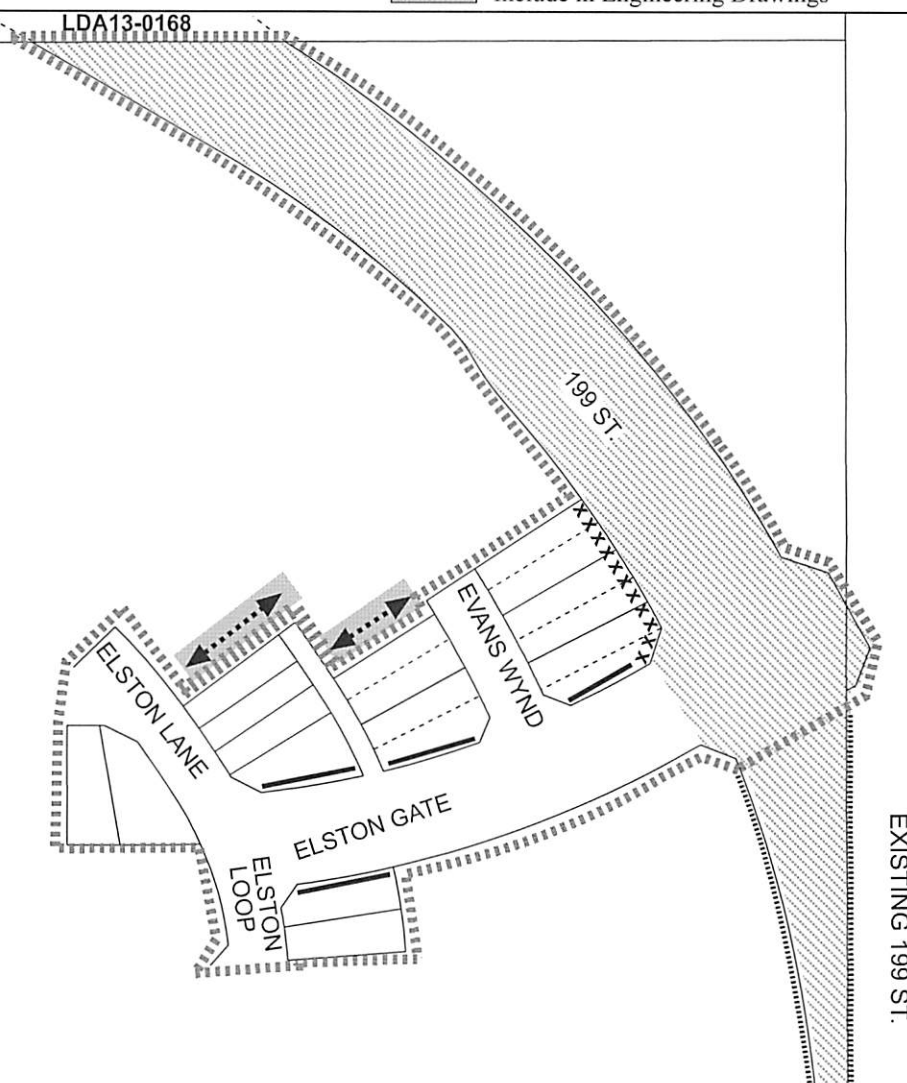 Include in Engineering Drawings
LDA13-0168
199 ST.
EVANS WYND
ELSTON LANE
ELSTON GATE
ELSTON
LOOP
EXISTING 199 ST.